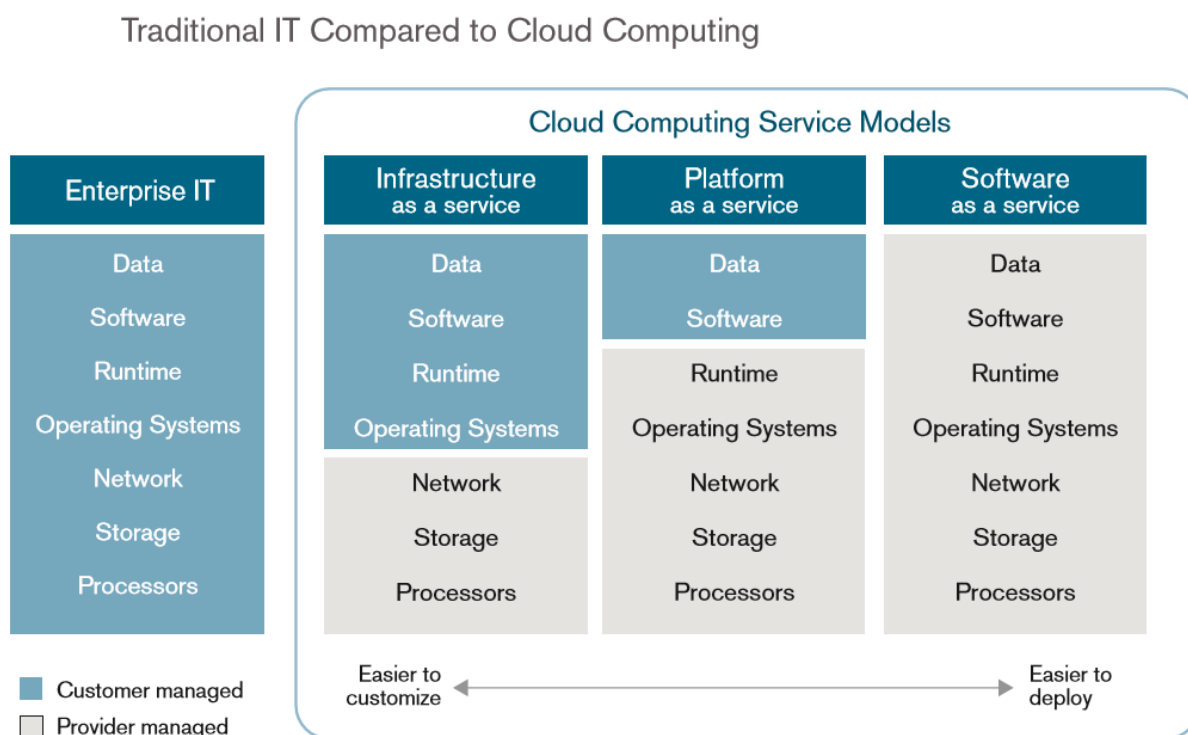 Traditional IT Compared to Cloud Computing
Cloud Computing Service Models
Enterprise IT
Data
Software
Runtime
Operating Systems
Network
Storage
Processors
Infrastructure
as a service
Data
Software
Runtime
Operating Systems
Network
Storage
Processors
Platform
as a service
Data
Software
Runtime
Operating Systems
Network
Storage
Processors
Software
as a service
Data
Software
Runtime
Operating Systems
Network
Storage
Processors
Easier to
customize
Easier to
deploy
Customer managed
Provider managed